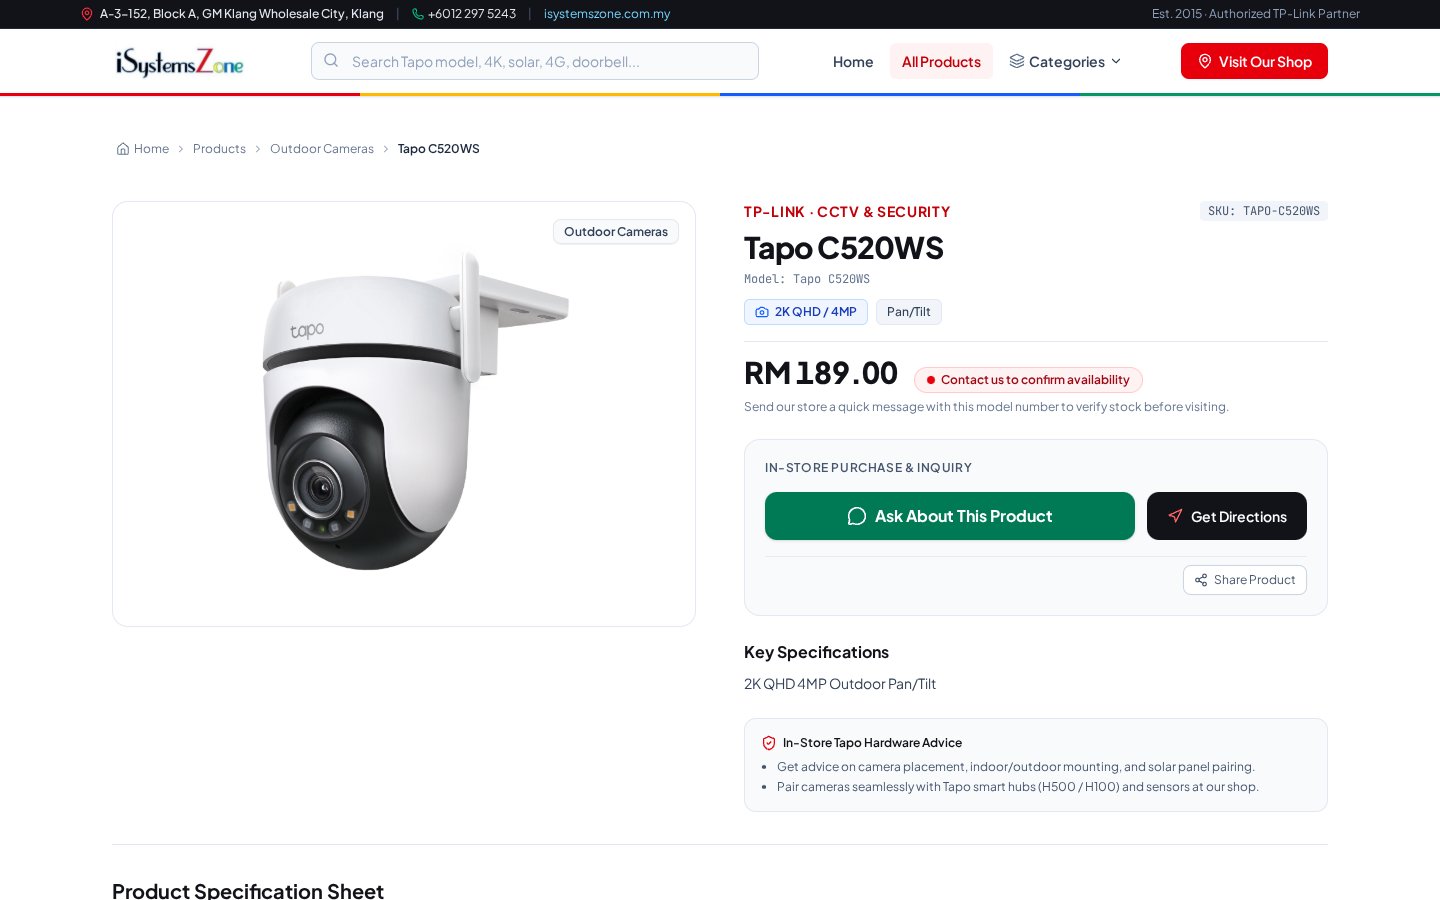 A-3-152, Block A, GM Klang Wholesale City, Klang | +6012 297 5243 | isystemszone.com.my
Est. 2015 · Authorized TP-Link Partner
iSystemsZone
Search Tapo model, 4K, solar, 4G, doorbell...
Home
All Products
Categories
Visit Our Shop
Home > Products > Outdoor Cameras > Tapo C520WS
Outdoor Cameras
tapo
TP-LINK · CCTV & SECURITY
SKU: TAPO-C520WS
Tapo C520WS
Model: Tapo C520WS
2K QHD / 4MP
Pan/Tilt
RM 189.00
Contact us to confirm availability
Send our store a quick message with this model number to verify stock before visiting.
IN-STORE PURCHASE & INQUIRY
Ask About This Product
Get Directions
Share Product
Key Specifications
2K QHD 4MP Outdoor Pan/Tilt
In-Store Tapo Hardware Advice
• Get advice on camera placement, indoor/outdoor mounting, and solar panel pairing.
• Pair cameras seamlessly with Tapo smart hubs (H500 / H100) and sensors at our shop.
Product Specification Sheet